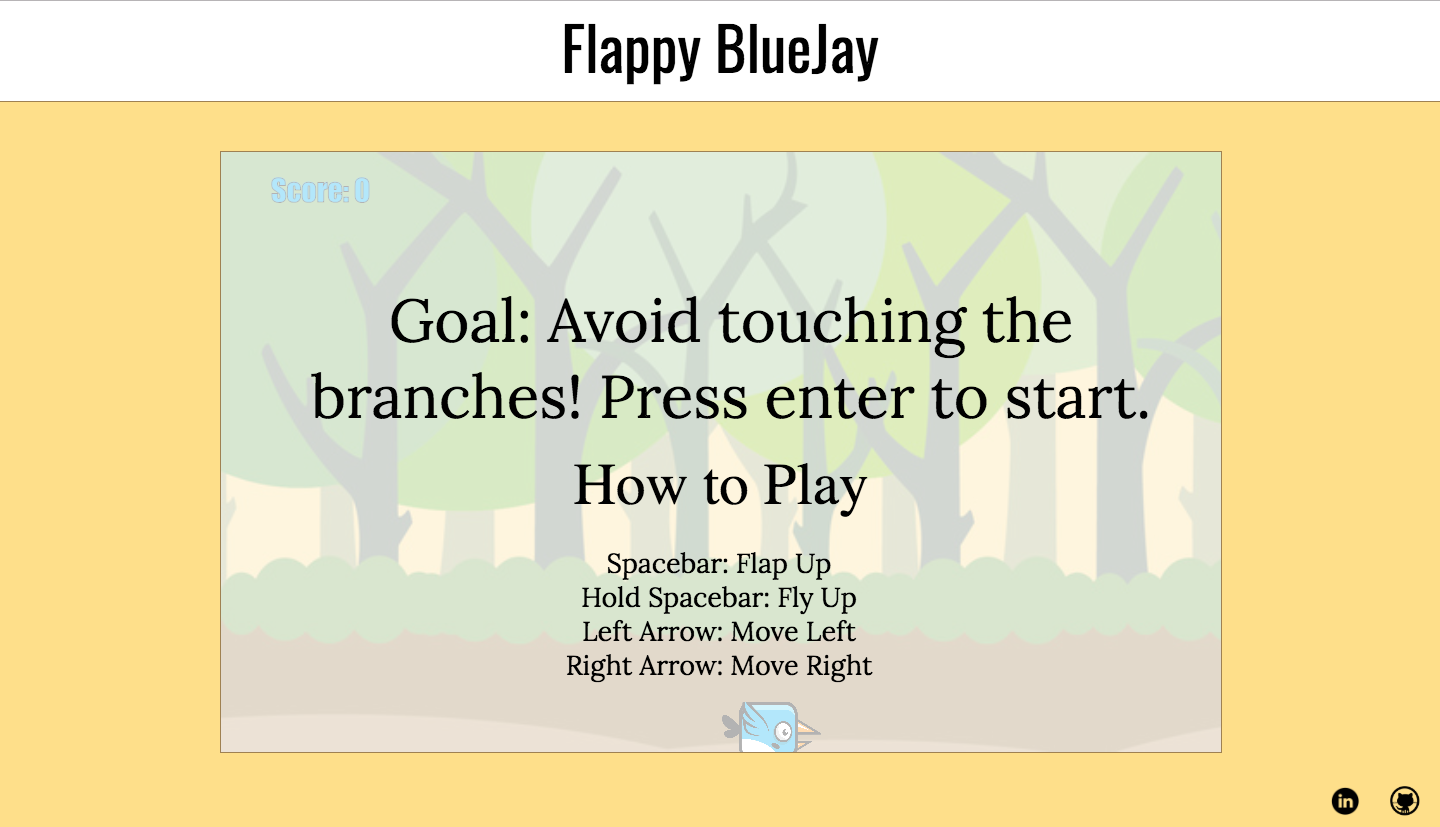 Flappy BlueJay
Score: 0
Goal: Avoid touching the
branches! Press enter to start.
How to Play
Spacebar: Flap Up
Hold Spacebar: Fly Up
Left Arrow: Move Left
Right Arrow: Move Right
in